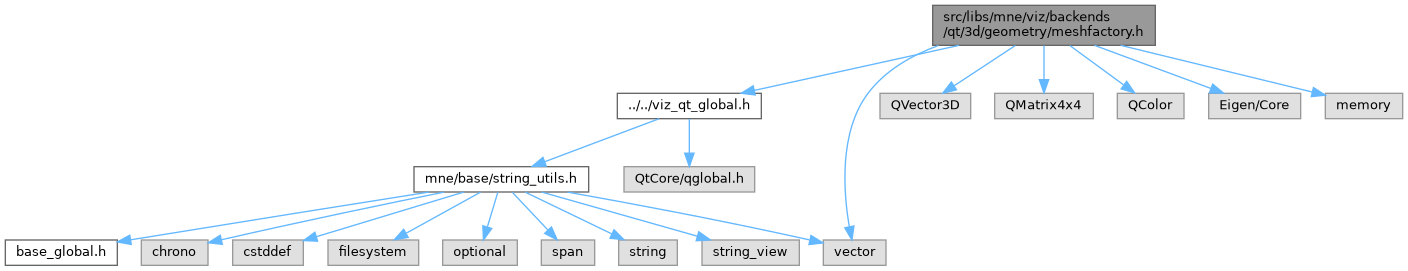 src/libs/mne/viz/backends
/qt/3d/geometry/meshfactory.h
../../viz_qt_global.h
QVector3D
QMatrix4x4
QColor
Eigen/Core
memory
mne/base/string_utils.h
QtCore/qglobal.h
base_global.h
chrono
cstddef
filesystem
optional
span
string
string_view
vector